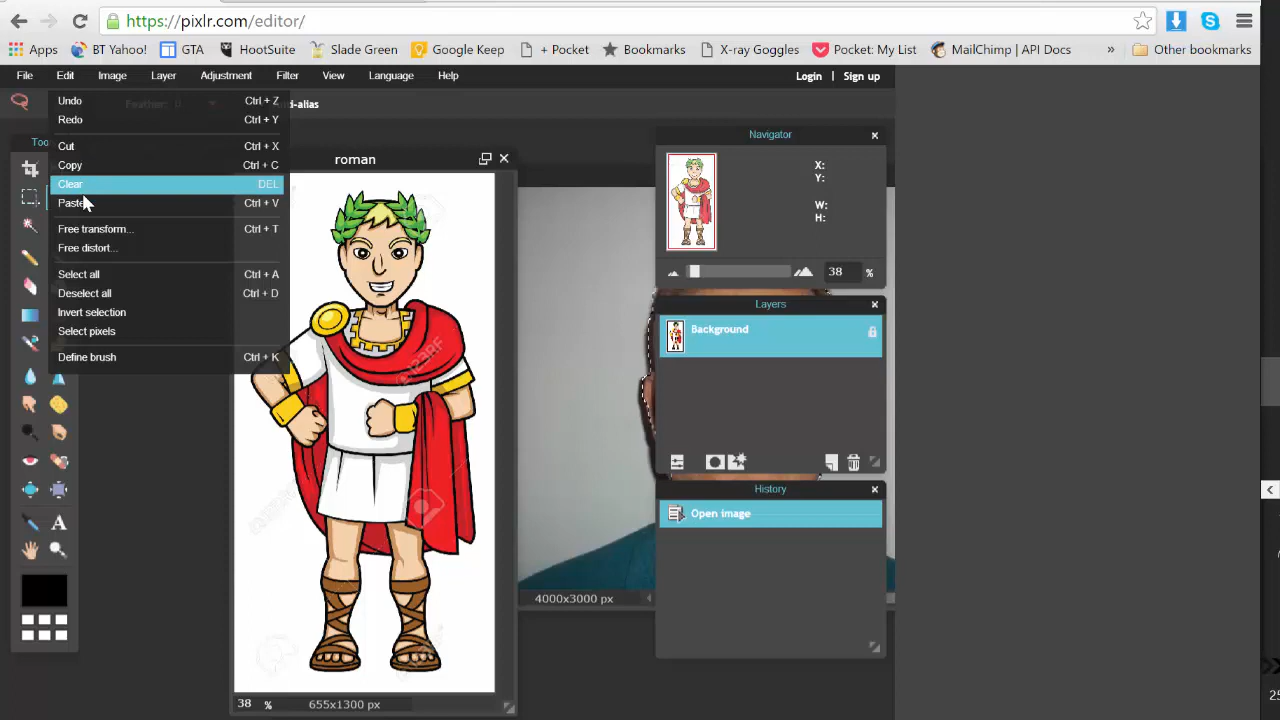 https://pixlr.com/editor/
Apps BT Yahoo! GTA HootSuite Slade Green Google Keep + Pocket Bookmarks X-ray Goggles Pocket: My List MailChimp | API Docs » Other bookmarks
File Edit Image Layer Adjustment Filter View Language Help Login Sign up
Feather: 0
Undo Ctrl + Z
Redo Ctrl + Y
Cut Ctrl + X
Copy Ctrl + C
Clear DEL
Paste Ctrl + V
Free transform... Ctrl + T
Free distort...
Select all Ctrl + A
Deselect all Ctrl + D
Invert selection
Select pixels
Define brush Ctrl + K
roman
123RF
38 % 655x1300 px
4000x3000 px
Navigator
X:
Y:
W:
H:
38 %
Layers
Background
History
Open image
A